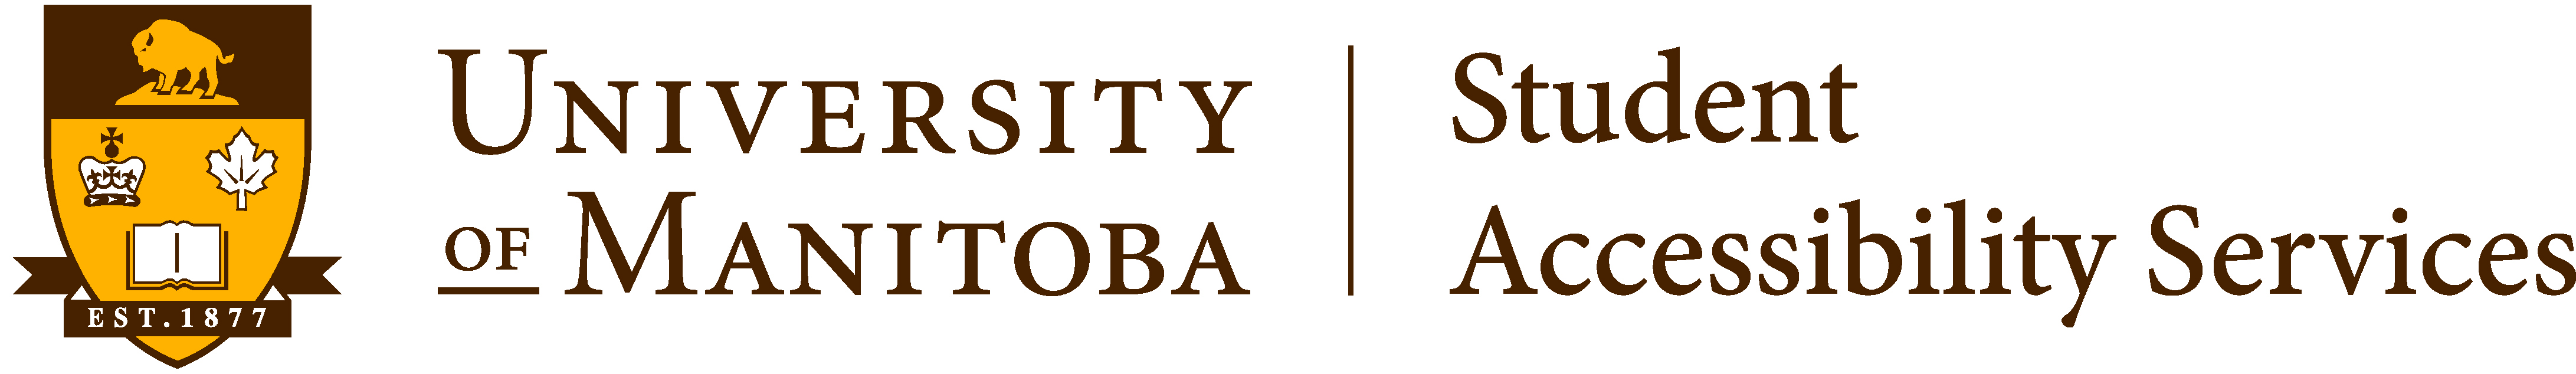 EST.1877
UNIVERSITY
OF MANITOBA
Student
Accessibility Services